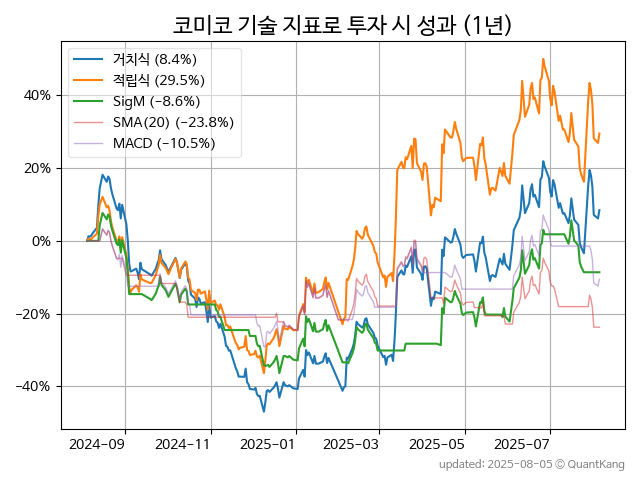 코미코 기술 지표로 투자 시 성과 (1년)
거치식 (8.4%)
적립식 (29.5%)
SigM (−8.6%)
SMA(20) (−23.8%)
MACD (−10.5%)
40%
20%
0%
−20%
−40%
2024-09 2024-11 2025-01 2025-03 2025-05 2025-07
updated: 2025-08-05 © QuantKang